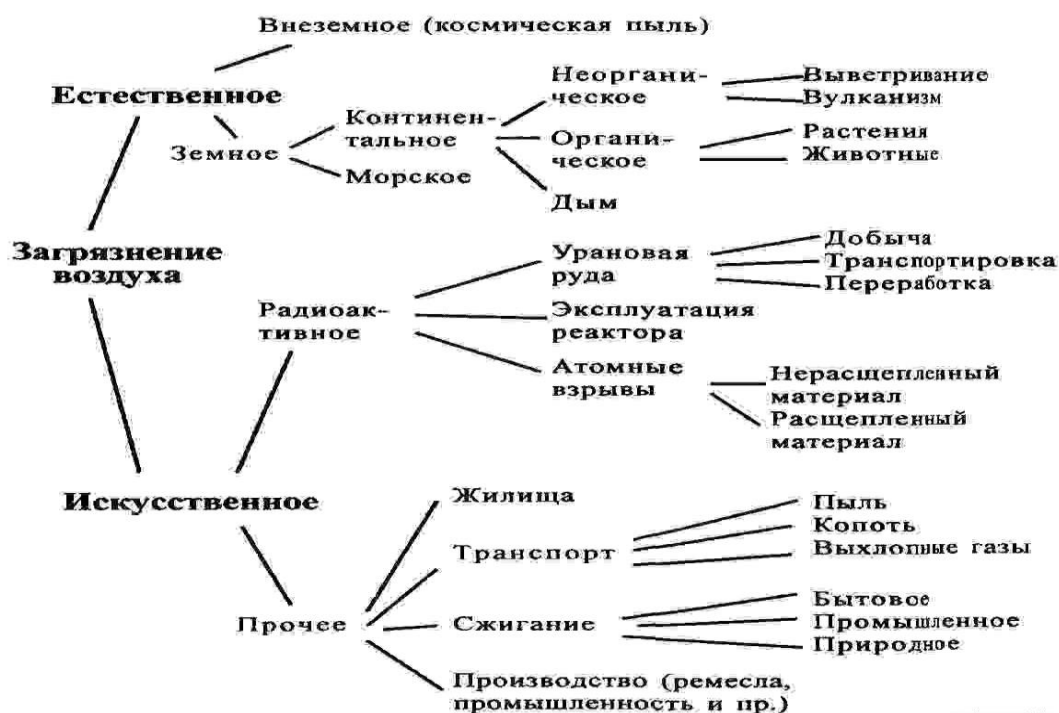 Внеземное (космическая пыль)
Естественное
Земное
Континен-
тальное
Морское
Неоргани-
ческое
Выветривание
Вулканизм
Органи-
ческое
Растения
Животные
Дым
Загрязнение
воздуха
Радиоак-
тивное
Урановая
руда
Добыча
Транспортировка
Переработка
Эксплуатация
реактора
Атомные
взрывы
Нерасщепленный
материал
Расщепленный
материал
Искусственное
Прочее
Жилища
Транспорт
Пыль
Копоть
Выхлопные газы
Сжигание
Бытовое
Промышленное
Природное
Производство (ремесла,
промышленность и пр.)